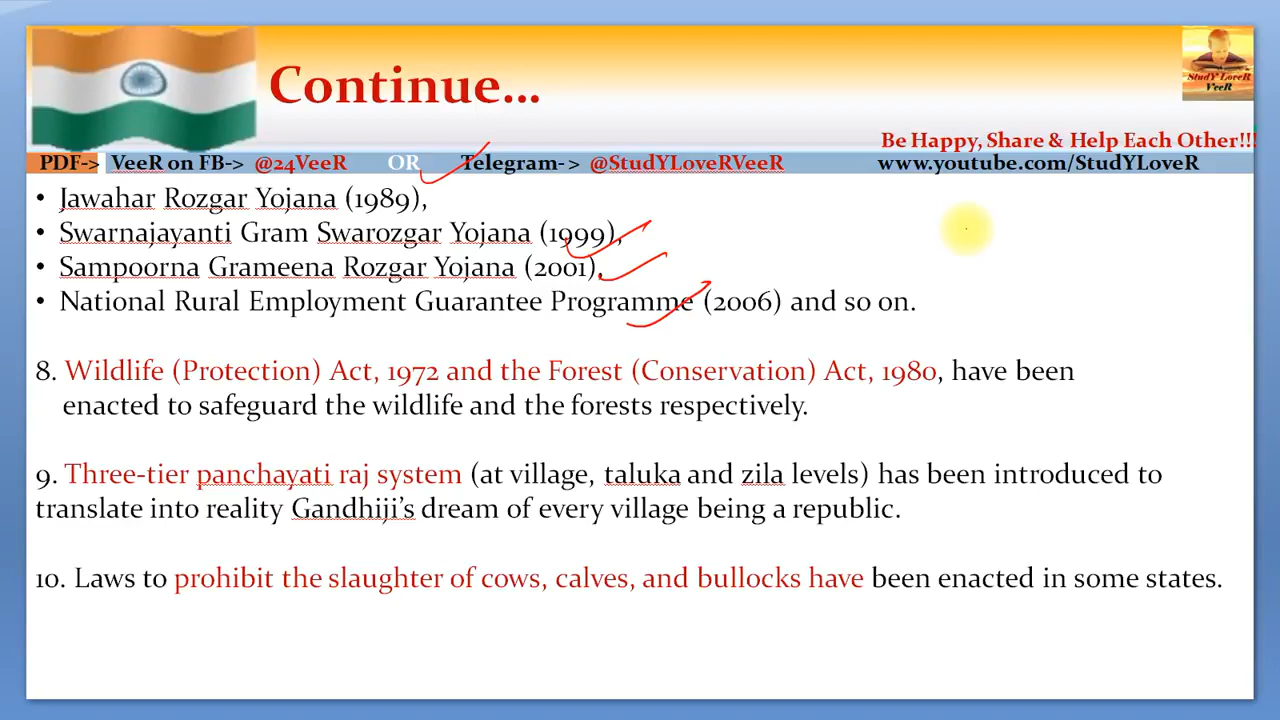 Continue...
StudY LoveR
VeeR
Be Happy, Share & Help Each Other!!!
PDF-> VeeR on FB-> @24VeeR OR Telegram-> @StudYLoveRVeeR www.youtube.com/StudYLoveR
• Jawahar Rozgar Yojana (1989),
• Swarnajayanti Gram Swarozgar Yojana (1999),
• Sampoorna Grameena Rozgar Yojana (2001),
• National Rural Employment Guarantee Programme (2006) and so on.
8. Wildlife (Protection) Act, 1972 and the Forest (Conservation) Act, 1980, have been
enacted to safeguard the wildlife and the forests respectively.
9. Three-tier panchayati raj system (at village, taluka and zila levels) has been introduced to
translate into reality Gandhiji's dream of every village being a republic.
10. Laws to prohibit the slaughter of cows, calves, and bullocks have been enacted in some states.